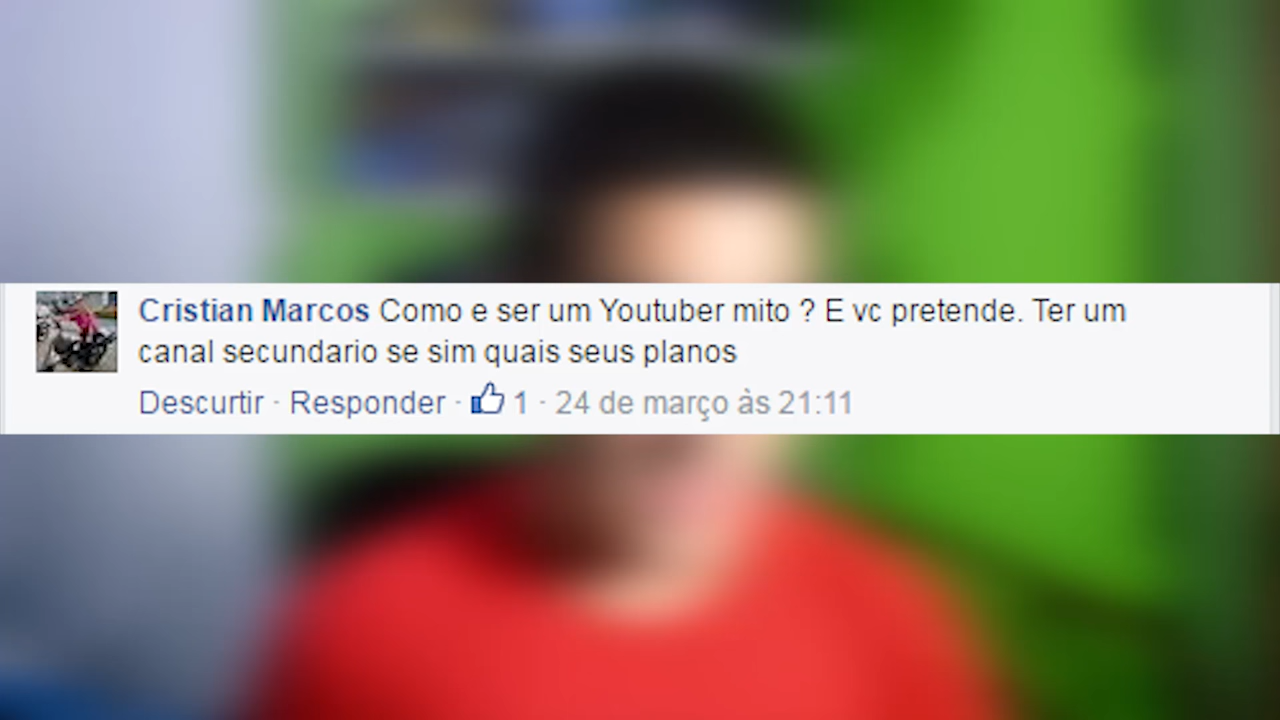 Cristian Marcos Como e ser um Youtuber mito ? E vc pretende. Ter um
canal secundario se sim quais seus planos
Descurtir · Responder · 1 · 24 de março às 21:11